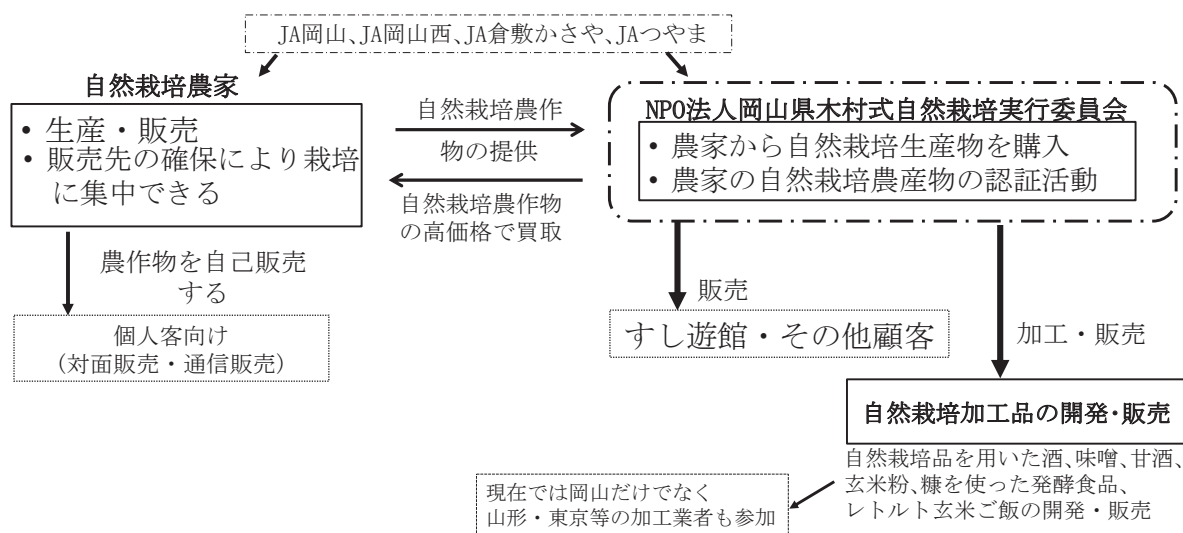 JA岡山、JA岡山西、JA倉敷かさや、JAつやま
自然栽培農家
・生産・販売
・販売先の確保により栽培
に集中できる
自然栽培農作
物の提供
自然栽培農作物
の高価格で買取
NPO法人岡山県木村式自然栽培実行委員会
・農家から自然栽培生産物を購入
・農家の自然栽培農産物の認証活動
農作物を自己販売
する
個人客向け
(対面販売・通信販売)
販売
すし遊館・その他顧客
加工・販売
自然栽培加工品の開発・販売
自然栽培品を用いた酒、味噌、甘酒、
玄米粉、糠を使った発酵食品、
レトルト玄米ご飯の開発・販売
現在では岡山だけでなく
山形・東京等の加工業者も参加